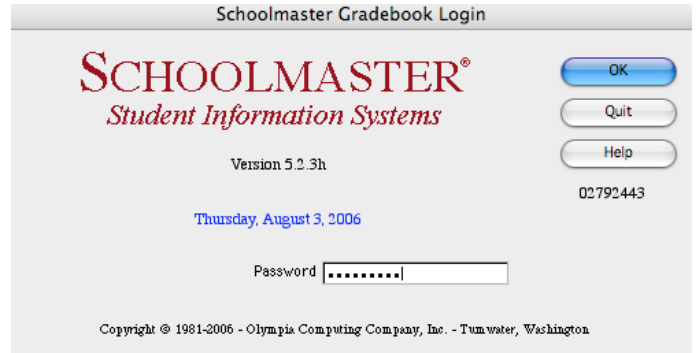 Schoolmaster Gradebook Login
SCHOOLMASTER®
Student Information Systems
Version 5.2.3h
Thursday, August 3, 2006
Password •••••••••
Copyright © 1981-2006 - Olympia Computing Company, Inc. - Tumwater, Washington
OK
Quit
Help
02792443